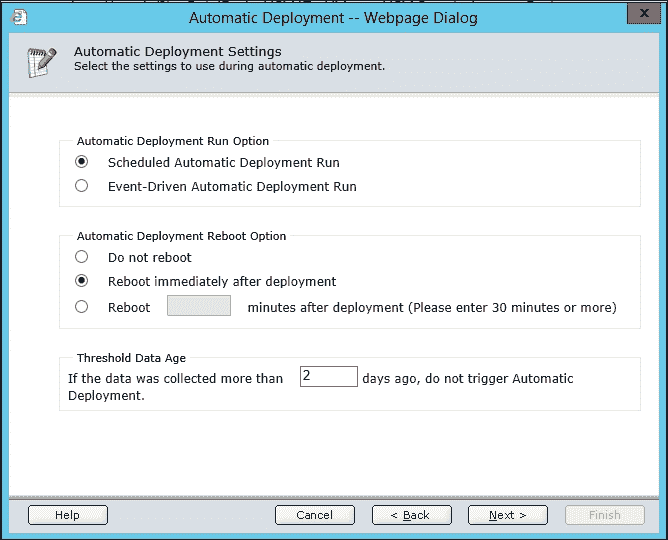 Automatic Deployment -- Webpage Dialog
x
Automatic Deployment Settings
Select the settings to use during automatic deployment.
Automatic Deployment Run Option
Scheduled Automatic Deployment Run
Event-Driven Automatic Deployment Run
Automatic Deployment Reboot Option
Do not reboot
Reboot immediately after deployment
Reboot minutes after deployment (Please enter 30 minutes or more)
Threshold Data Age
If the data was collected more than 2 days ago, do not trigger Automatic
Deployment.
Help Cancel < Back Next > Finish